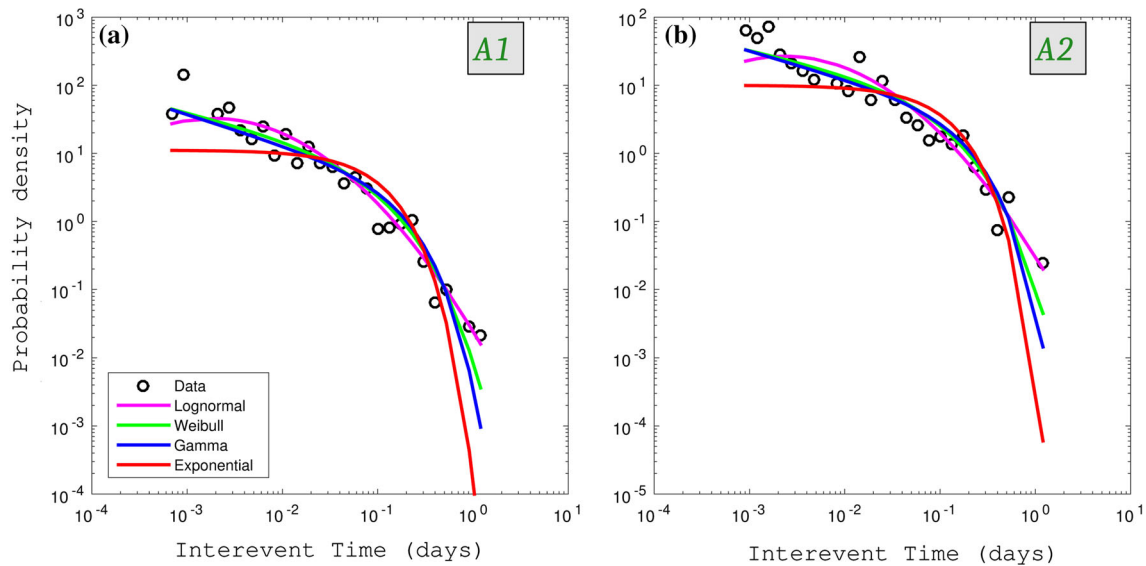 (a)
A1
Probability density
10^3
10^2
10^1
10^0
10^-1
10^-2
10^-3
10^-4
Data
Lognormal
Weibull
Gamma
Exponential
10^-4
10^-3
10^-2
10^-1
10^0
10^1
Interevent Time (days)
(b)
A2
10^2
10^1
10^0
10^-1
10^-2
10^-3
10^-4
10^-5
10^-4
10^-3
10^-2
10^-1
10^0
10^1
Interevent Time (days)